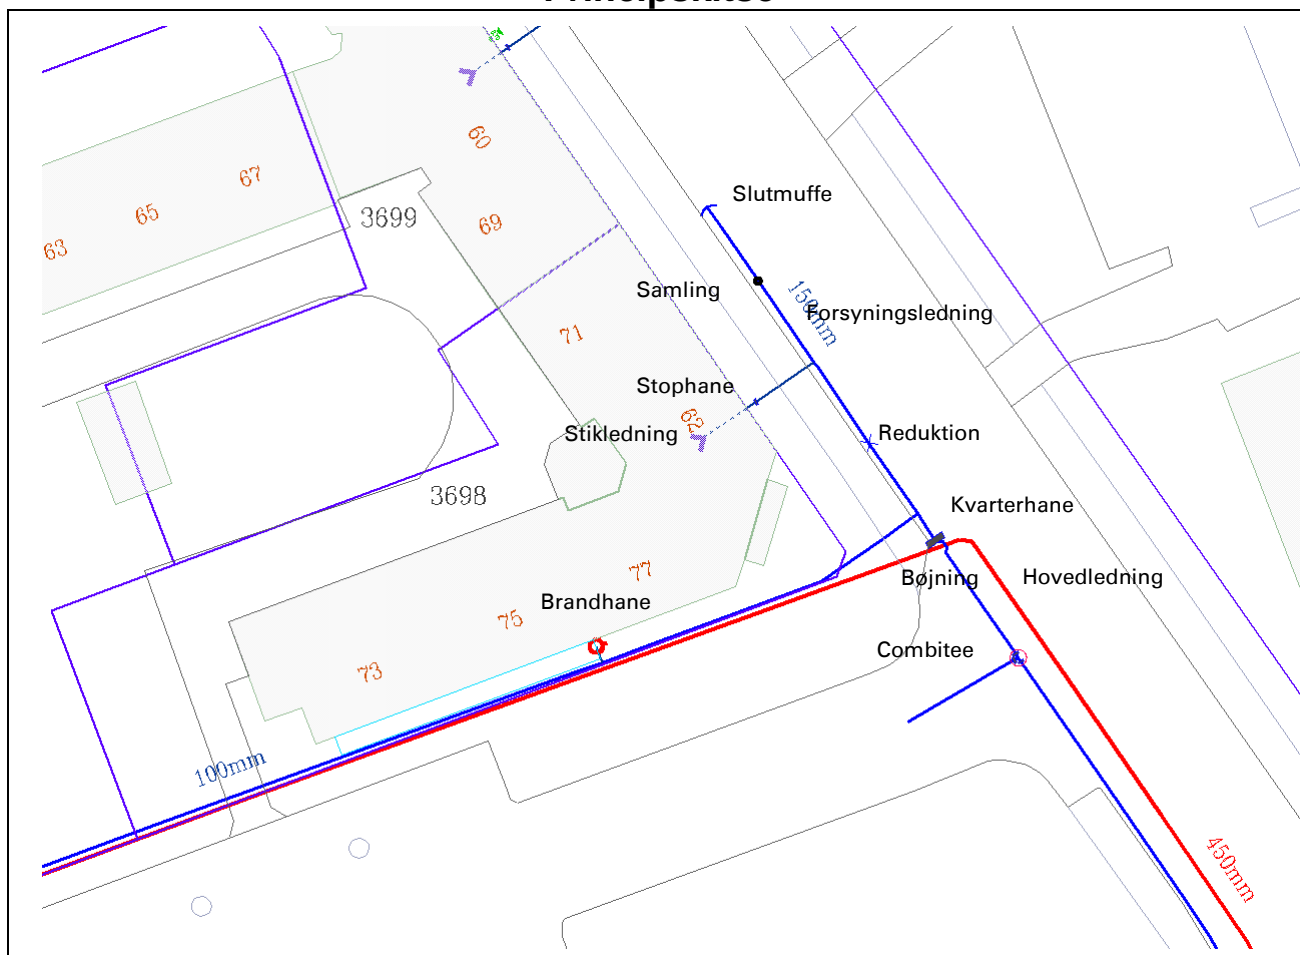 Principskitse
60
67
65
63
3699
69
Slutmuffe
Samling
150mm
Forsyningsledning
71
Stophane
62
Stikledning
Reduktion
3698
Kvarterhane
77
Bøjning
Hovedledning
Brandhane
75
Combitee
73
100mm
450mm